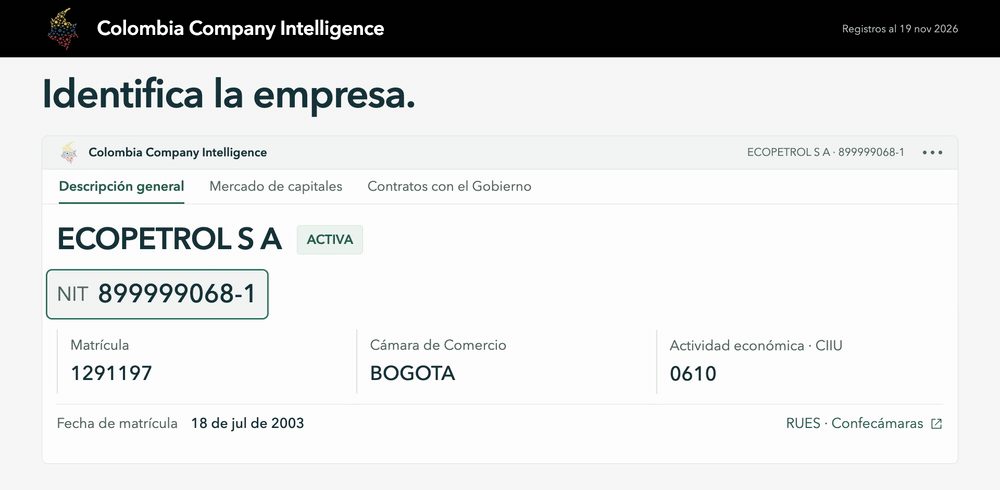 Colombia Company Intelligence
Registros al 19 nov 2026
Identifica la empresa.
Colombia Company Intelligence
ECOPETROL S A · 899999068-1
Descripción general
Mercado de capitales
Contratos con el Gobierno
ECOPETROL S A
ACTIVA
NIT 899999068-1
Matrícula
1291197
Cámara de Comercio
BOGOTA
Actividad económica · CIIU
0610
Fecha de matrícula 18 de jul de 2003
RUES · Confecámaras